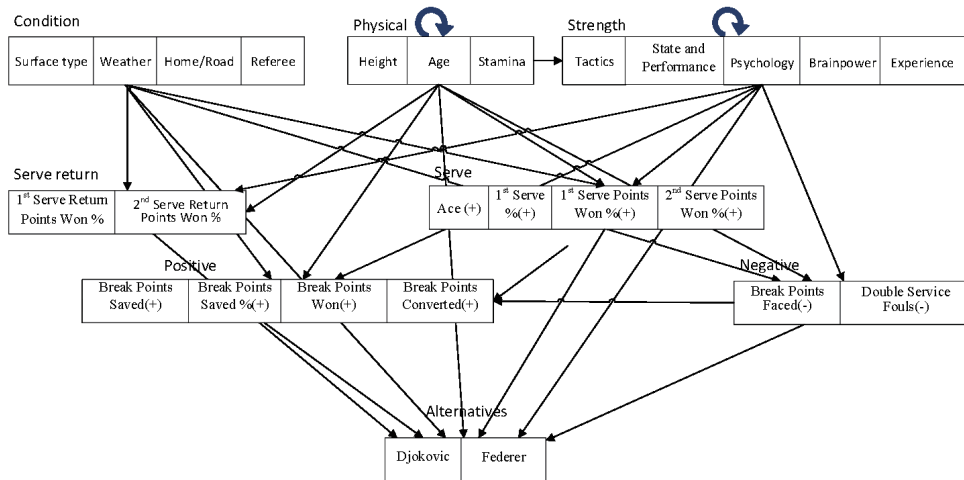 Condition
Physical
Strength
Surface type
Weather
Home/Road
Referee
Height
Age
Stamina
Tactics
State and
Performance
Psychology
Brainpower
Experience
Serve return
Serve
1st Serve Return
Points Won %
2nd Serve Return
Points Won %
Ace (+)
1st Serve
%(+)
1st Serve Points
Won %(+)
2nd Serve Points
Won %(+)
Positive
Negative
Break Points
Saved(+)
Break Points
Saved %(+)
Break Points
Won(+)
Break Points
Converted(+)
Break Points
Faced(-)
Double Service
Fouls(-)
Alternatives
Djokovic
Federer